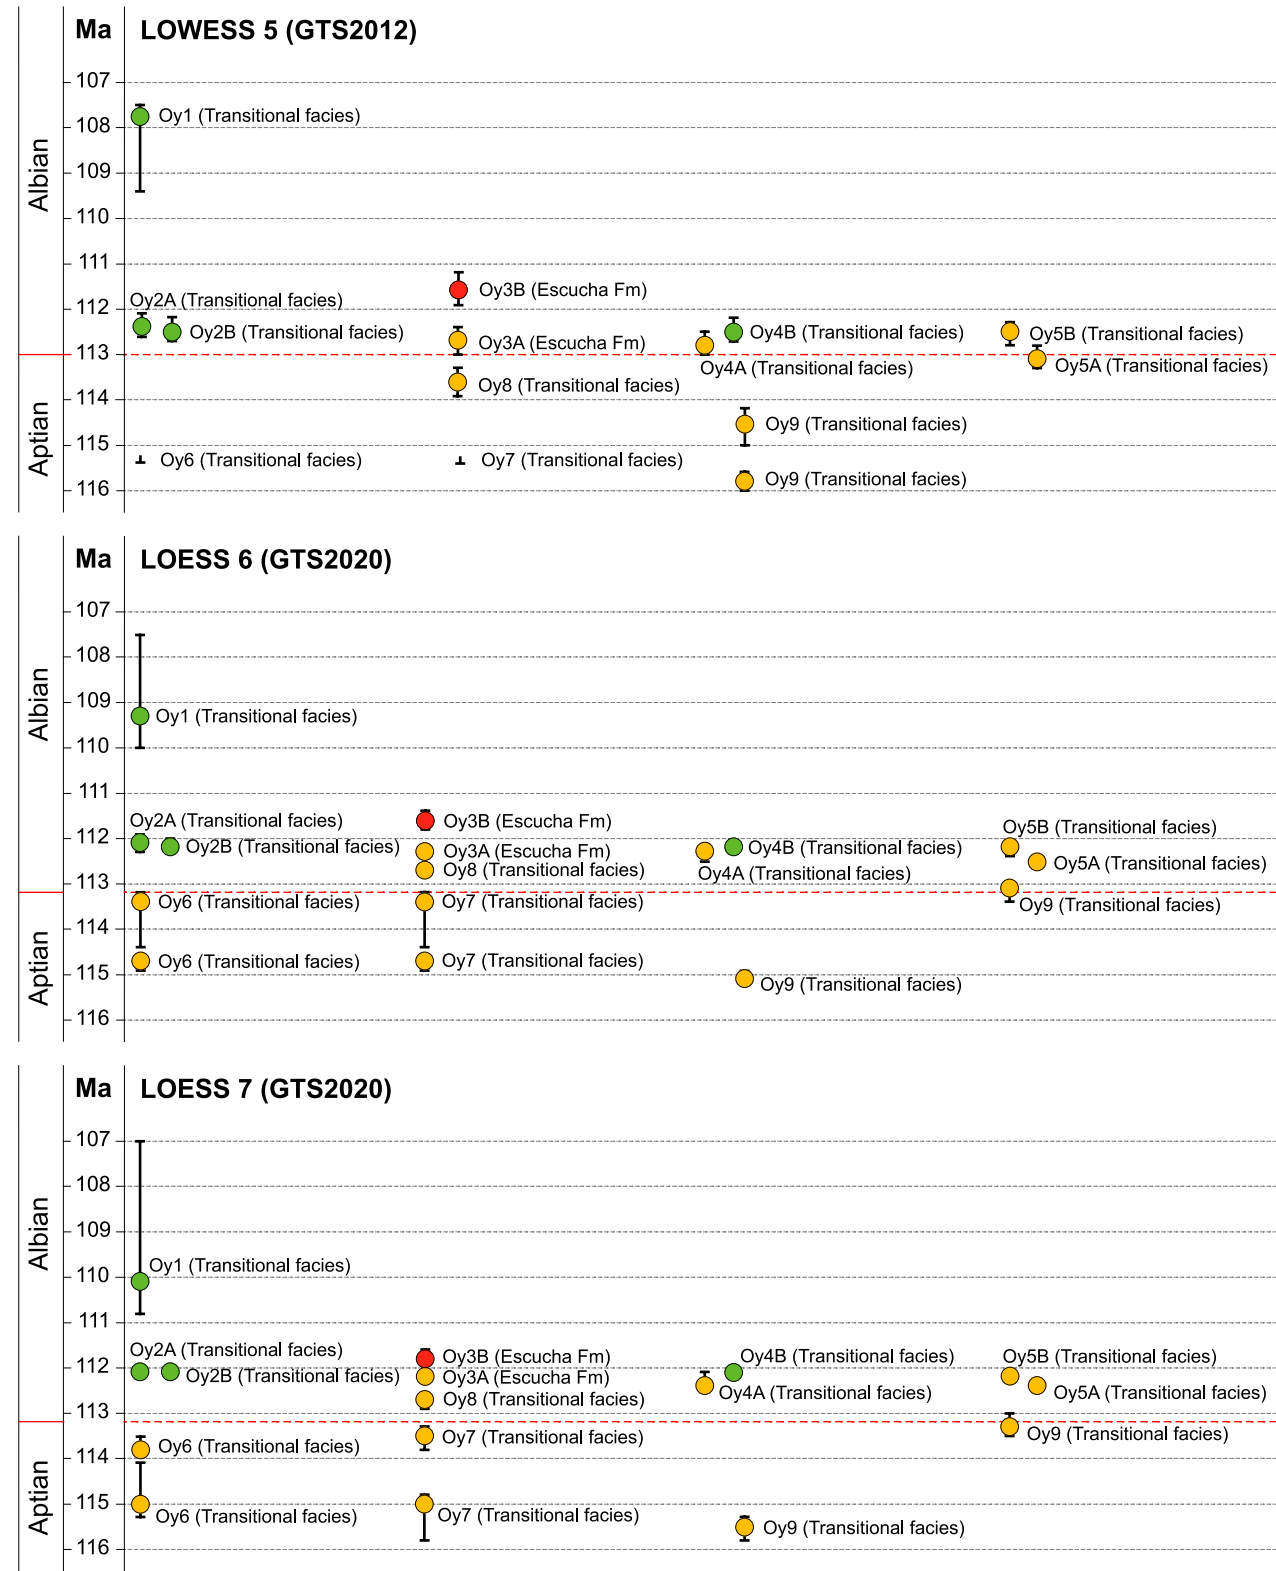 Ma LOWESS 5 (GTS2012)
107
Oy1 (Transitional facies)
108
Albian
109
110
111
Oy3B (Escucha Fm)
Oy2A (Transitional facies)
112
Oy2B (Transitional facies)
Oy4B (Transitional facies)
Oy5B (Transitional facies)
Oy3A (Escucha Fm)
113
Oy4A (Transitional facies)
Oy5A (Transitional facies)
Oy8 (Transitional facies)
114
Oy9 (Transitional facies)
Aptian
115
Oy6 (Transitional facies)
Oy7 (Transitional facies)
Oy9 (Transitional facies)
116
Ma LOESS 6 (GTS2020)
107
108
Albian
109
Oy1 (Transitional facies)
110
111
Oy2A (Transitional facies)
Oy3B (Escucha Fm)
Oy5B (Transitional facies)
112
Oy2B (Transitional facies)
Oy3A (Escucha Fm)
Oy4B (Transitional facies)
Oy8 (Transitional facies)
Oy4A (Transitional facies)
Oy5A (Transitional facies)
113
Oy6 (Transitional facies)
Oy7 (Transitional facies)
Oy9 (Transitional facies)
114
Aptian
Oy6 (Transitional facies)
Oy7 (Transitional facies)
115
Oy9 (Transitional facies)
116
Ma LOESS 7 (GTS2020)
107
108
Albian
109
Oy1 (Transitional facies)
110
111
Oy2A (Transitional facies)
Oy3B (Escucha Fm)
Oy4B (Transitional facies)
Oy5B (Transitional facies)
112
Oy2B (Transitional facies)
Oy3A (Escucha Fm)
Oy8 (Transitional facies)
Oy4A (Transitional facies)
Oy5A (Transitional facies)
113
Oy6 (Transitional facies)
Oy7 (Transitional facies)
Oy9 (Transitional facies)
114
Aptian
115
Oy6 (Transitional facies)
Oy7 (Transitional facies)
Oy9 (Transitional facies)
116